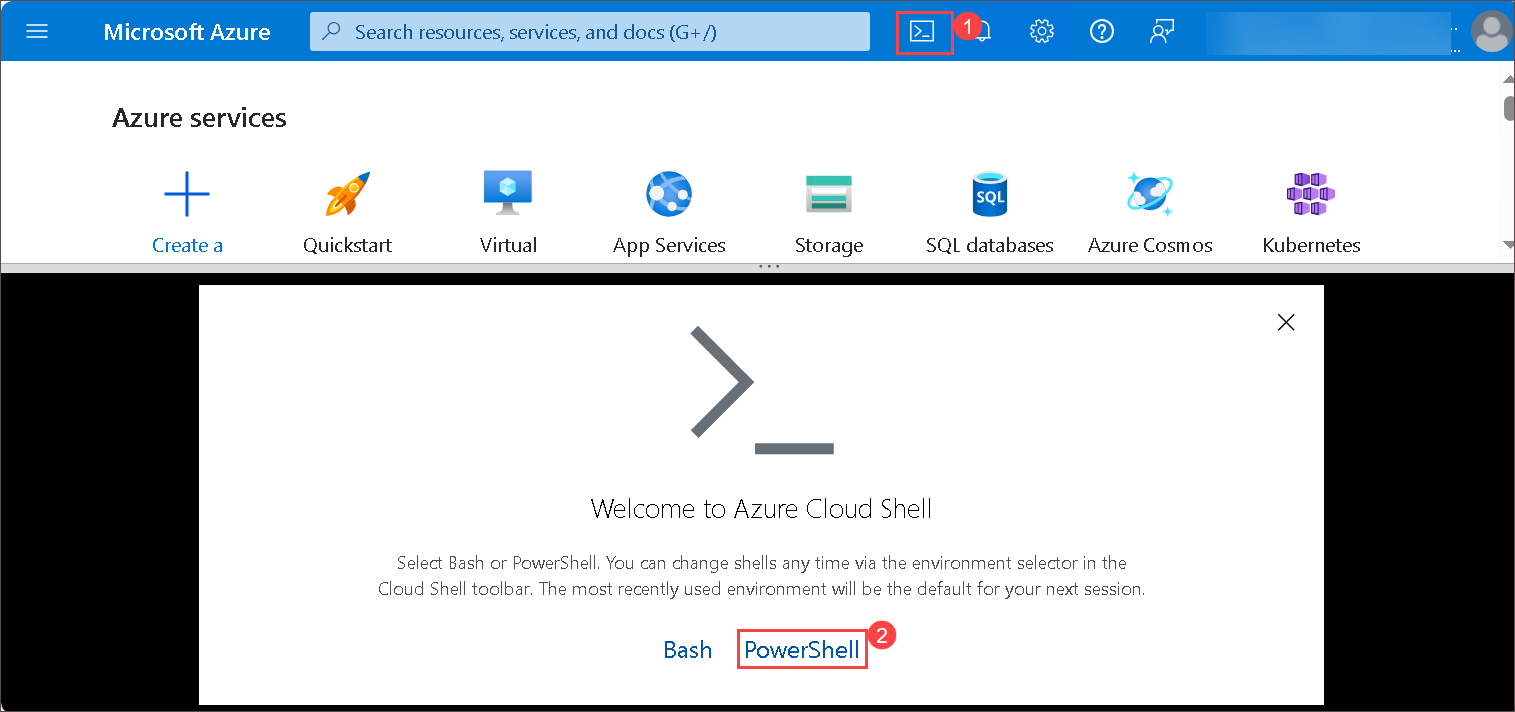 Microsoft Azure
Search resources, services, and docs (G+/)
1
Azure services
Create a
Quickstart
Virtual
App Services
Storage
SQL
SQL databases
Azure Cosmos
Kubernetes
Welcome to Azure Cloud Shell
Select Bash or PowerShell. You can change shells any time via the environment selector in the
Cloud Shell toolbar. The most recently used environment will be the default for your next session.
Bash
PowerShell
2